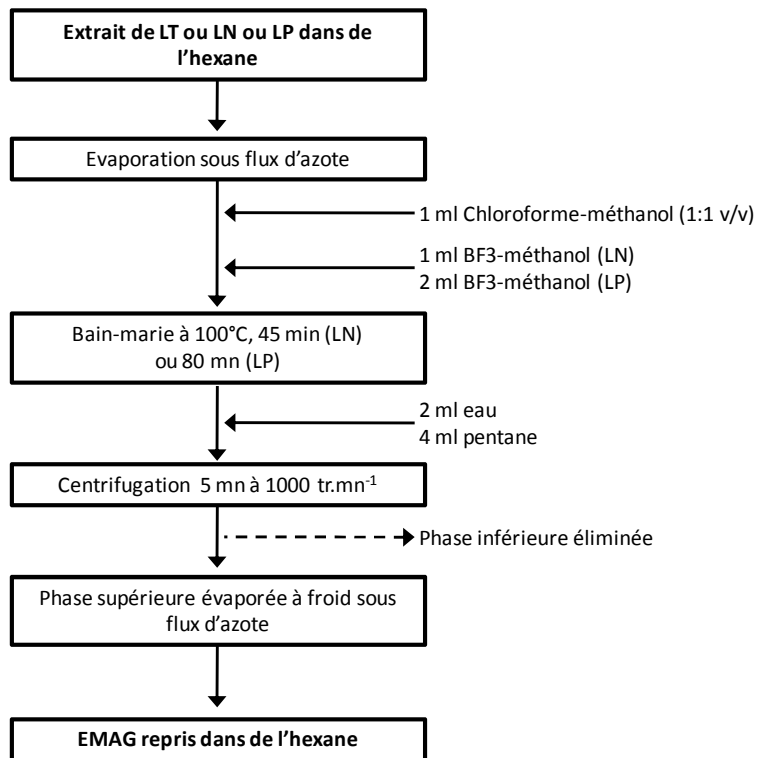 Extrait de LT ou LN ou LP dans de
l’hexane
Evaporation sous flux d’azote
1 ml Chloroforme-méthanol (1:1 v/v)
1 ml BF3-méthanol (LN)
2 ml BF3-méthanol (LP)
Bain-marie à 100°C, 45 min (LN)
ou 80 mn (LP)
2 ml eau
4 ml pentane
Centrifugation 5 mn à 1000 tr.mn⁻¹
Phase inférieure éliminée
Phase supérieure évaporée à froid sous
flux d’azote
EMAG repris dans de l’hexane